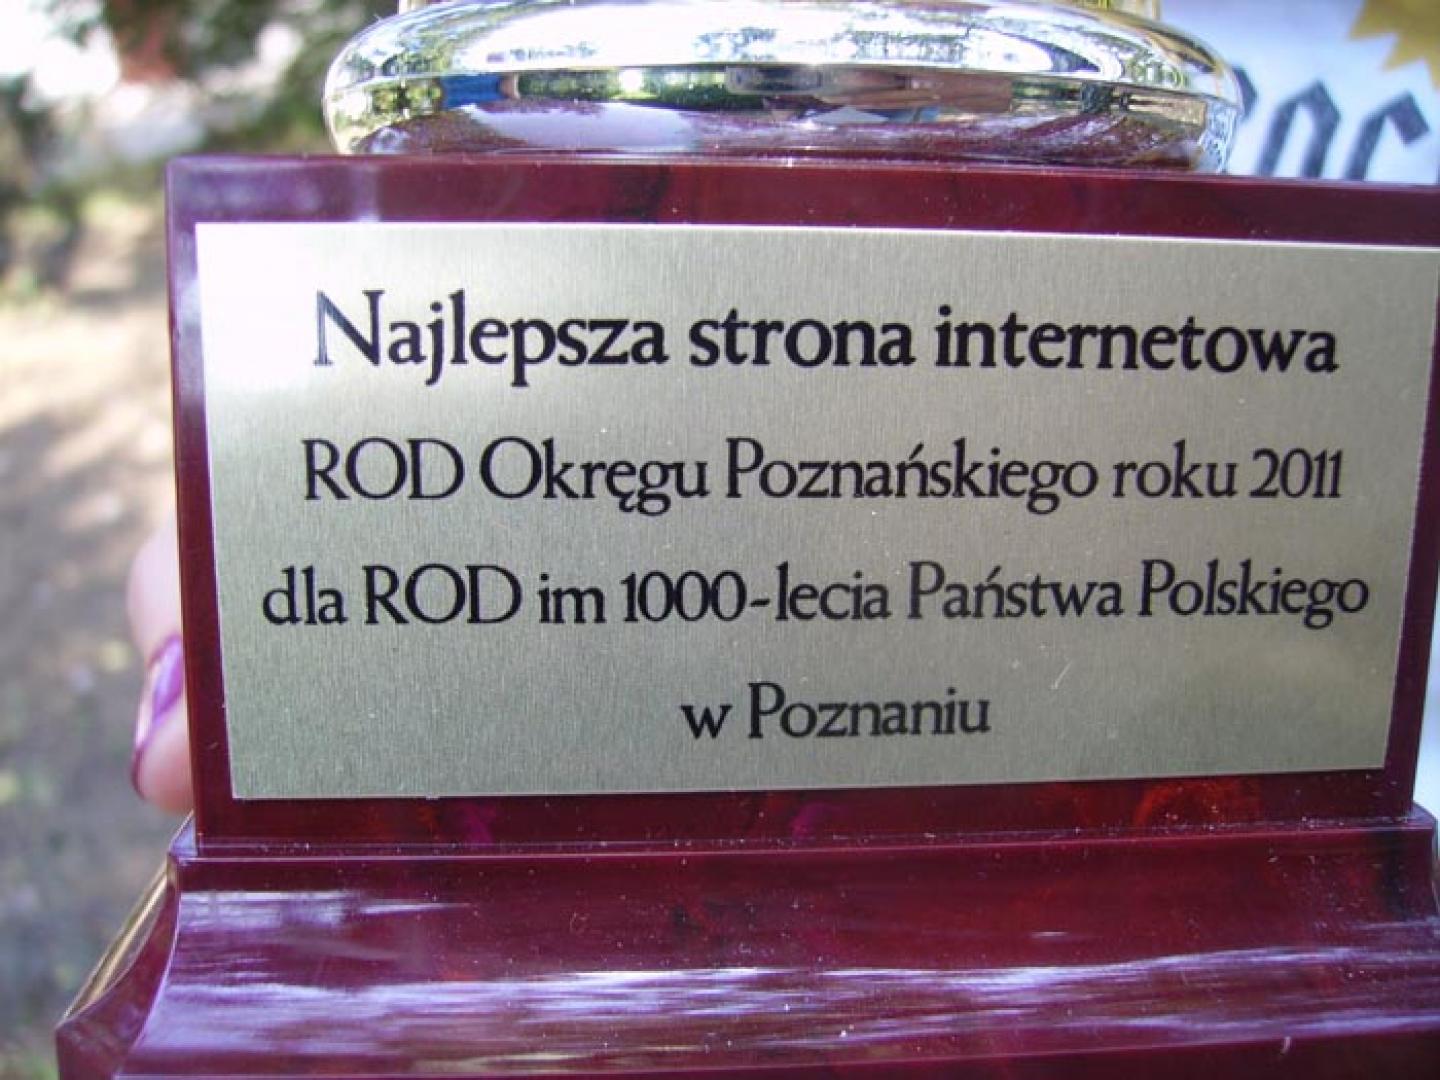 Najlepsza strona internetowa
ROD Okręgu Poznańskiego roku 2011
dla ROD im 1000-lecia Państwa Polskiego
w Poznaniu